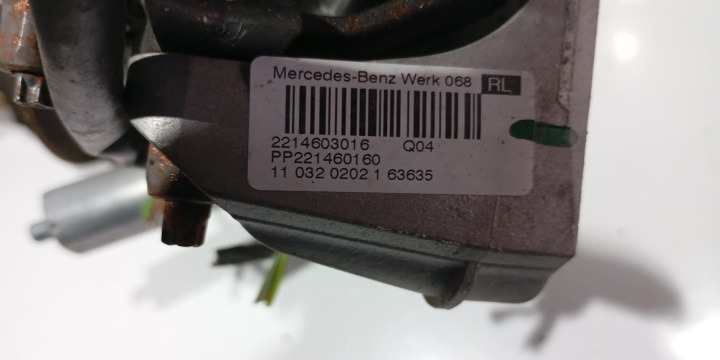 Mercedes-Benz Werk 068 RL
2214603016 Q04
PP221460160
11 032 0202 1 63635